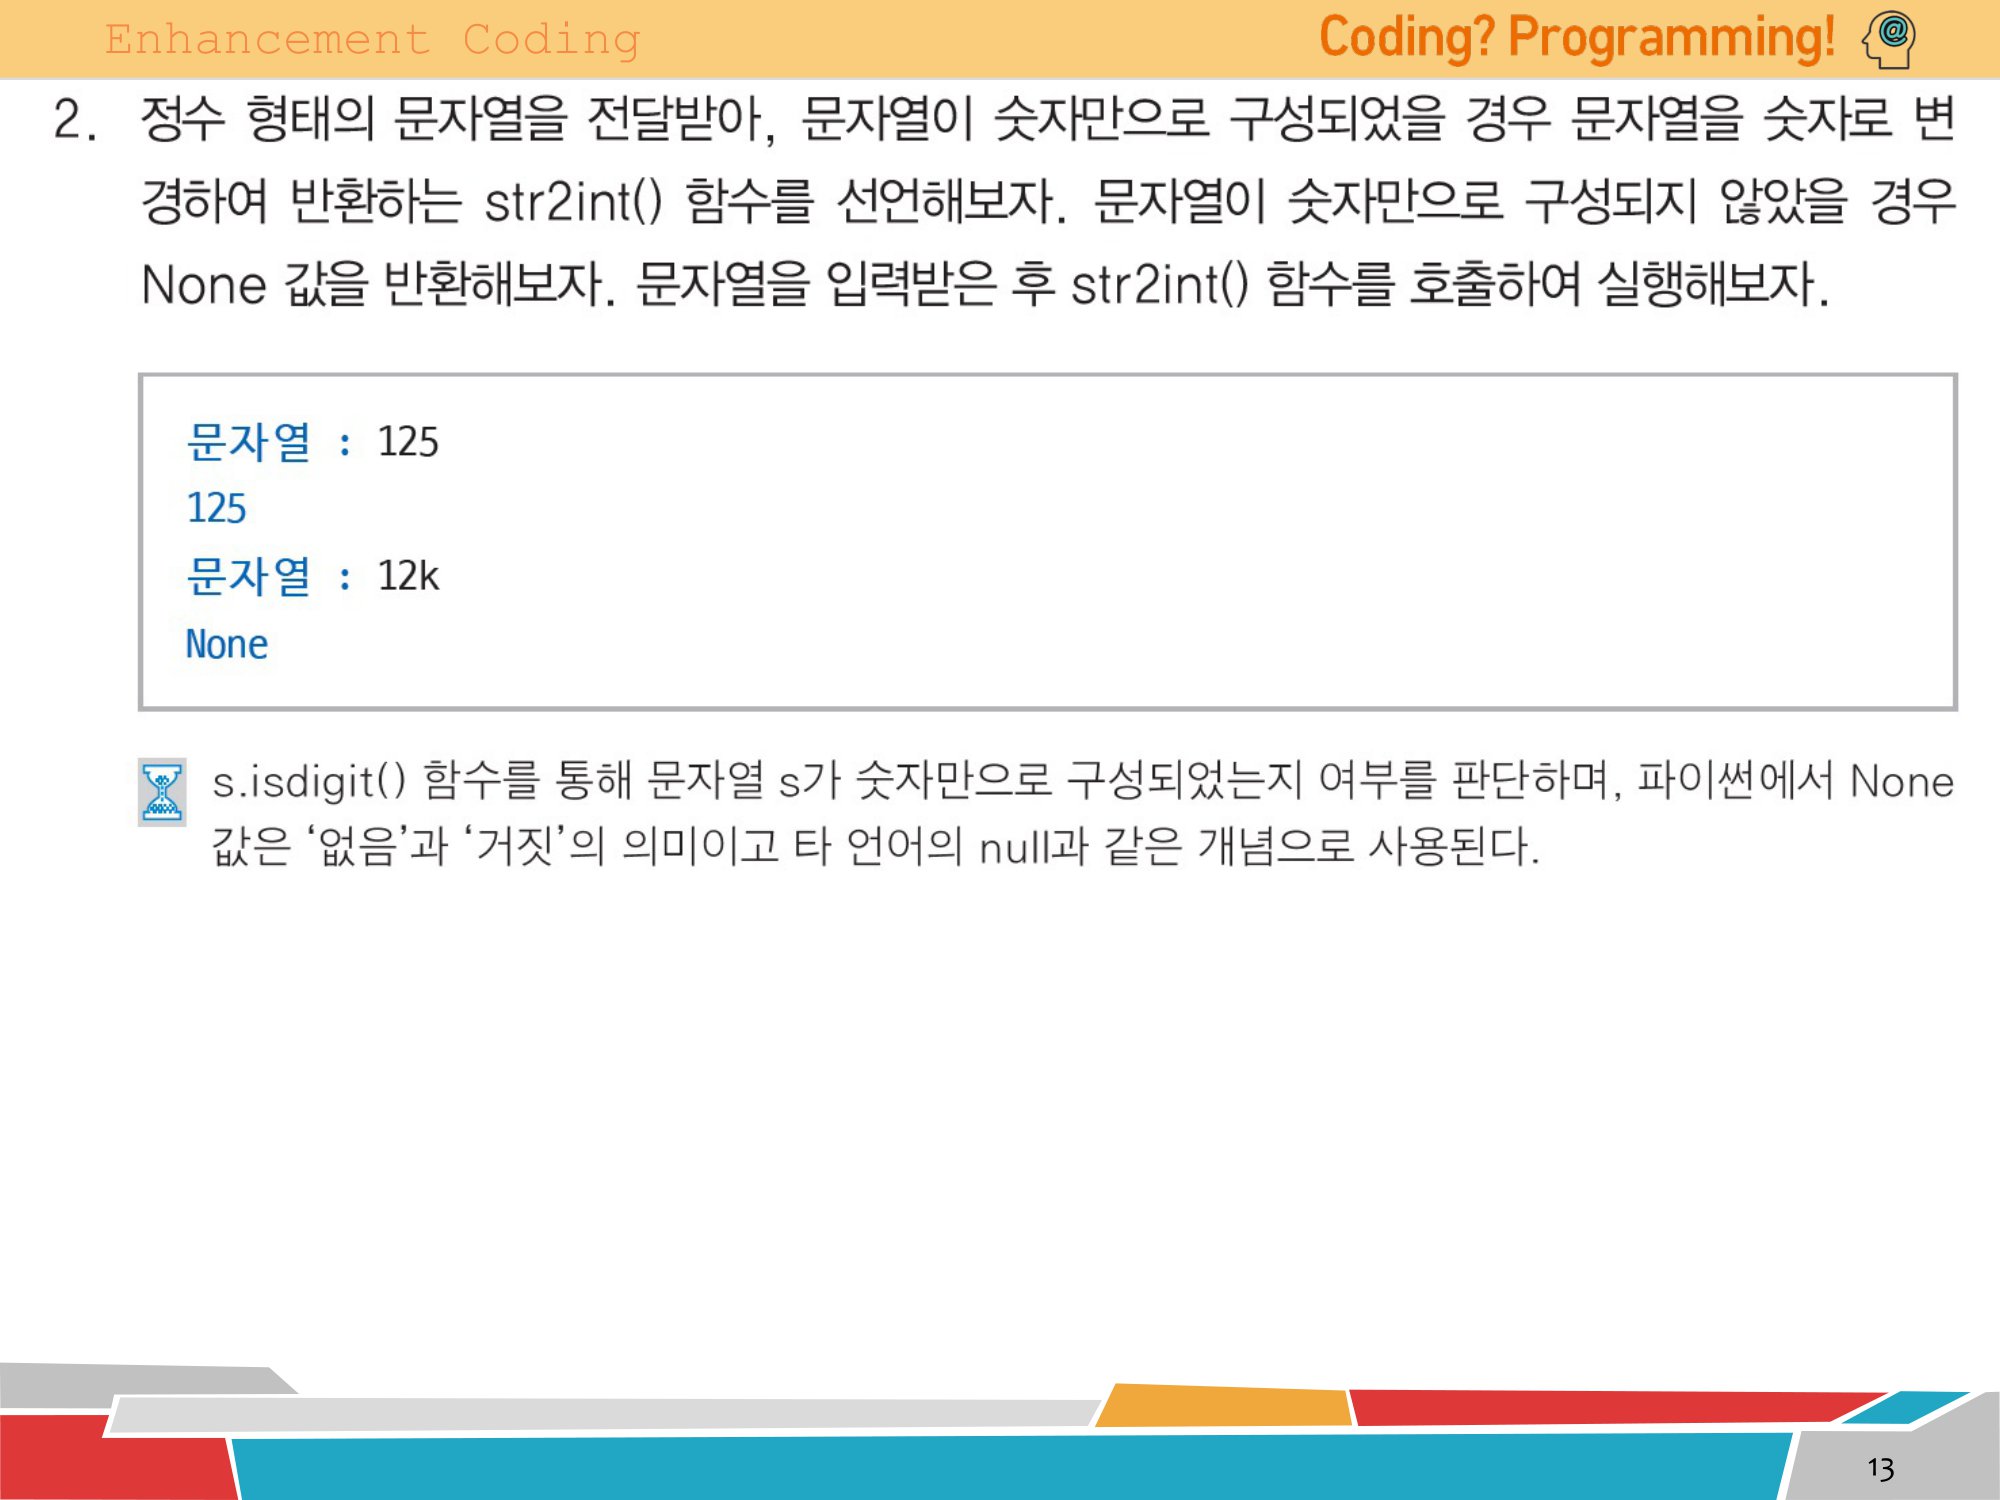 Enhancement Coding
Coding? Programming!
2. 정수 형태의 문자열을 전달받아, 문자열이 숫자만으로 구성되었을 경우 문자열을 숫자로 변
경하여 반환하는 str2int() 함수를 선언해보자. 문자열이 숫자만으로 구성되지 않았을 경우
None 값을 반환해보자. 문자열을 입력받은 후 str2int() 함수를 호출하여 실행해보자.
문자열 : 125
125
문자열 : 12k
None
s.isdigit() 함수를 통해 문자열 s가 숫자만으로 구성되었는지 여부를 판단하며, 파이썬에서 None
값은 ‘없음’과 ‘거짓’의 의미이고 타 언어의 null과 같은 개념으로 사용된다.
13